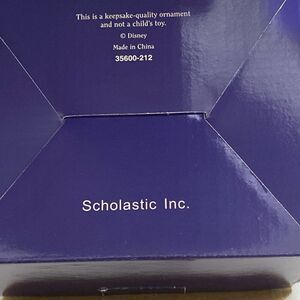 This is a keepsake-quality ornament
and not a child's toy.
© Disney
Made in China
35600-212
Scholastic Inc.